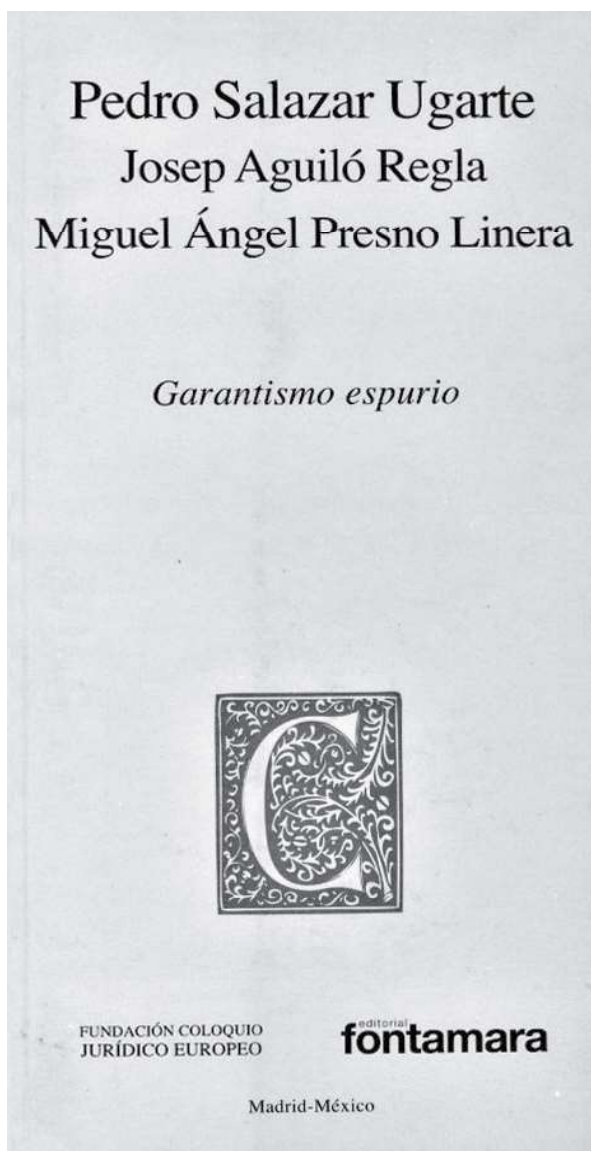 Pedro Salazar Ugarte
Josep Aguiló Regla
Miguel Ángel Presno Linera
Garantismo espurio
C
FUNDACIÓN COLOQUIO
JURÍDICO EUROPEO
editorial
fontamara
Madrid-México